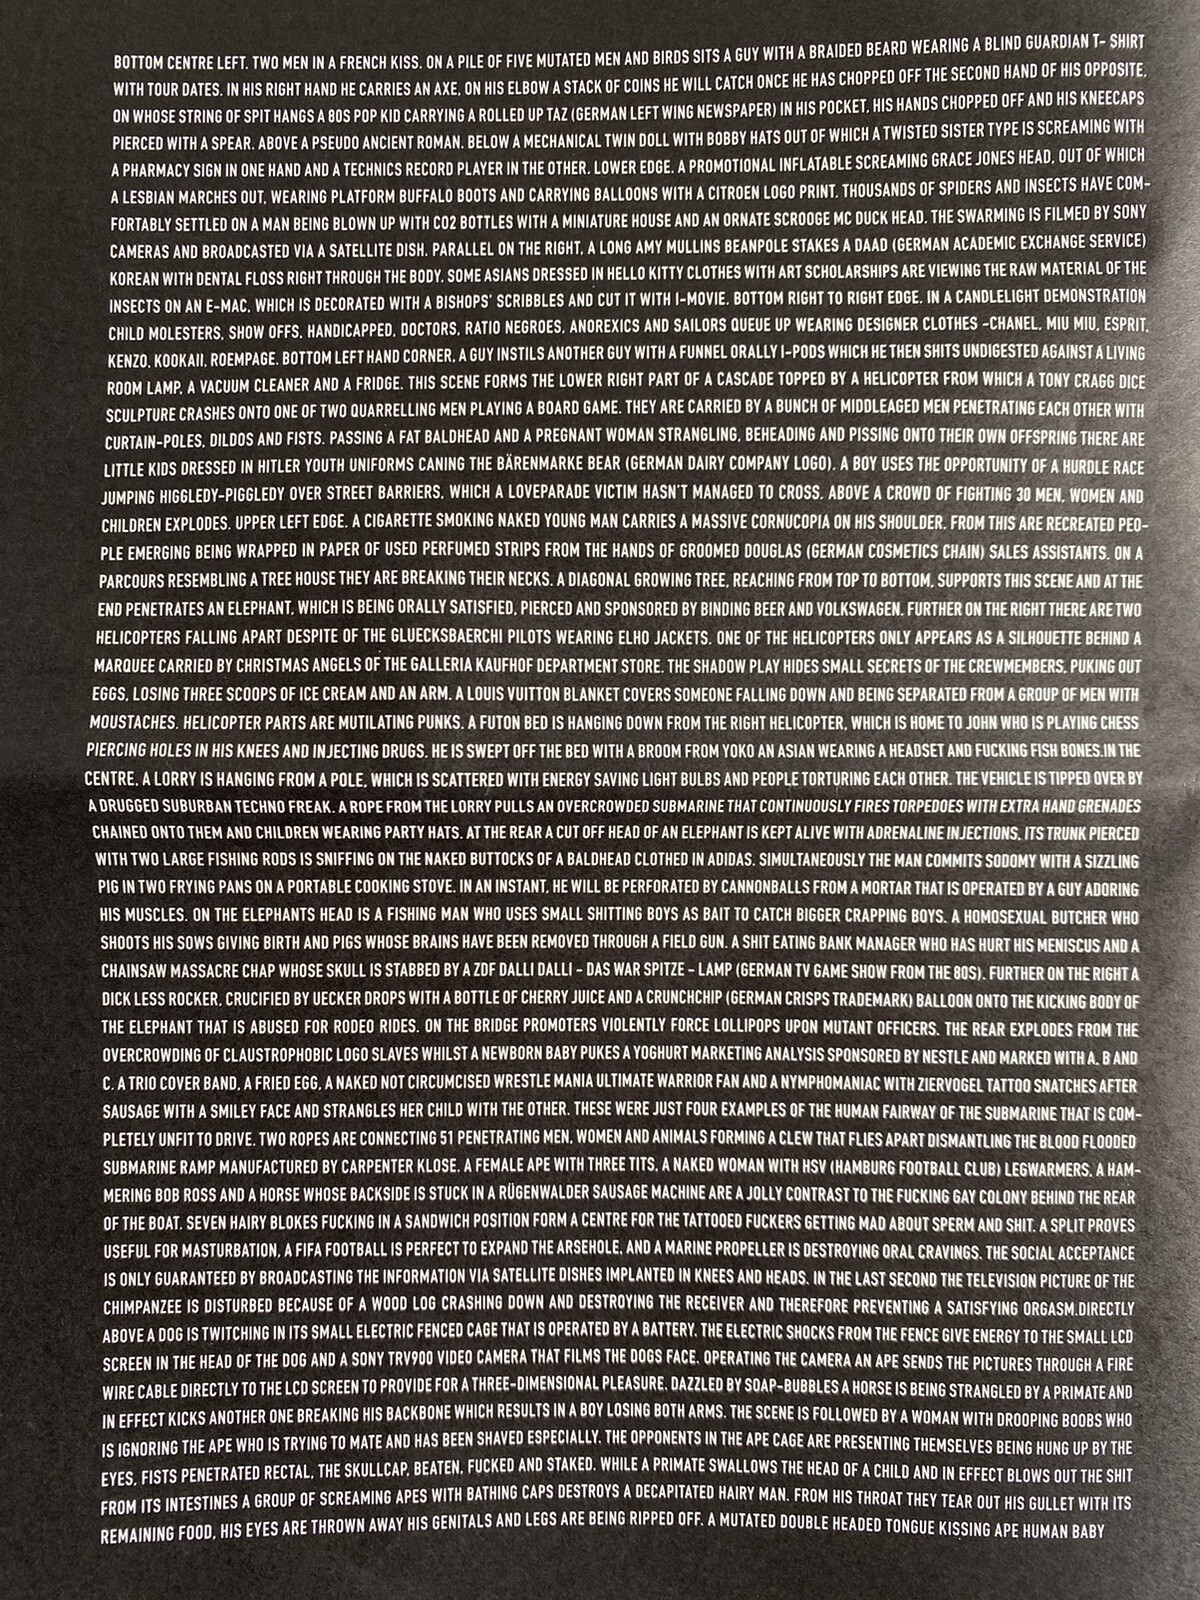 BOTTOM CENTRE LEFT. TWO MEN IN A FRENCH KISS. ON A PILE OF FIVE MUTATED MEN AND BIRDS SITS A GUY WITH A BRAIDED BEARD WEARING A BLIND GUARDIAN T- SHIRT
WITH TOUR DATES. IN HIS RIGHT HAND HE CARRIES AN AXE, ON HIS ELBOW A STACK OF COINS HE WILL CATCH ONCE HE HAS CHOPPED OFF THE SECOND HAND OF HIS OPPOSITE,
ON WHOSE STRING OF SPIT HANGS A 80S POP KID CARRYING A ROLLED UP TAZ (GERMAN LEFT WING NEWSPAPER) IN HIS POCKET, HIS HANDS CHOPPED OFF AND HIS KNEECAPS
PIERCED WITH A SPEAR. ABOVE A PSEUDO ANCIENT ROMAN. BELOW A MECHANICAL TWIN DOLL WITH BOBBY HATS OUT OF WHICH A TWISTED SISTER TYPE IS SCREAMING WITH
A PHARMACY SIGN IN ONE HAND AND A TECHNICS RECORD PLAYER IN THE OTHER. LOWER EDGE. A PROMOTIONAL INFLATABLE SCREAMING GRACE JONES HEAD, OUT OF WHICH
A LESBIAN MARCHES OUT, WEARING PLATFORM BUFFALO BOOTS AND CARRYING BALLOONS WITH A CITROEN LOGO PRINT. THOUSANDS OF SPIDERS AND INSECTS HAVE COM-
FORTABLY SETTLED ON A MAN BEING BLOWN UP WITH CO2 BOTTLES WITH A MINIATURE HOUSE AND AN ORNATE SCROOGE MC DUCK HEAD. THE SWARMING IS FILMED BY SONY
CAMERAS AND BROADCASTED VIA A SATELLITE DISH. PARALLEL ON THE RIGHT, A LONG AMY MULLINS BEANPOLE STAKES A DAAD (GERMAN ACADEMIC EXCHANGE SERVICE)
KOREAN WITH DENTAL FLOSS RIGHT THROUGH THE BODY. SOME ASIANS DRESSED IN HELLO KITTY CLOTHES WITH ART SCHOLARSHIPS ARE VIEWING THE RAW MATERIAL OF THE
INSECTS ON AN E-MAC, WHICH IS DECORATED WITH A BISHOPS' SCRIBBLES AND CUT IT WITH I-MOVIE. BOTTOM RIGHT TO RIGHT EDGE. IN A CANDLELIGHT DEMONSTRATION
CHILD MOLESTERS, SHOW OFFS, HANDICAPPED, DOCTORS, RATIO NEGROES, ANOREXICS AND SAILORS QUEUE UP WEARING DESIGNER CLOTHES -CHANEL, MIU MIU, ESPRIT,
KENZO, KOOKAII, ROEMPAGE. BOTTOM LEFT HAND CORNER. A GUY INSTILS ANOTHER GUY WITH A FUNNEL ORALLY I-PODS WHICH HE THEN SHITS UNDIGESTED AGAINST A LIVING
ROOM LAMP, A VACUUM CLEANER AND A FRIDGE. THIS SCENE FORMS THE LOWER RIGHT PART OF A CASCADE TOPPED BY A HELICOPTER FROM WHICH A TONY CRAGG DICE
SCULPTURE CRASHES ONTO ONE OF TWO QUARRELLING MEN PLAYING A BOARD GAME. THEY ARE CARRIED BY A BUNCH OF MIDDLEAGED MEN PENETRATING EACH OTHER WITH
CURTAIN-POLES, DILDOS AND FISTS. PASSING A FAT BALDHEAD AND A PREGNANT WOMAN STRANGLING, BEHEADING AND PISSING ONTO THEIR OWN OFFSPRING THERE ARE
LITTLE KIDS DRESSED IN HITLER YOUTH UNIFORMS CANING THE BÄRENMARKE BEAR (GERMAN DAIRY COMPANY LOGO). A BOY USES THE OPPORTUNITY OF A HURDLE RACE
JUMPING HIGGLEDY-PIGGLEDY OVER STREET BARRIERS, WHICH A LOVEPARADE VICTIM HASN'T MANAGED TO CROSS. ABOVE A CROWD OF FIGHTING 30 MEN, WOMEN AND
CHILDREN EXPLODES. UPPER LEFT EDGE. A CIGARETTE SMOKING NAKED YOUNG MAN CARRIES A MASSIVE CORNUCOPIA ON HIS SHOULDER. FROM THIS ARE RECREATED PEO-
PLE EMERGING BEING WRAPPED IN PAPER OF USED PERFUMED STRIPS FROM THE HANDS OF GROOMED DOUGLAS (GERMAN COSMETICS CHAIN) SALES ASSISTANTS. ON A
PARCOURS RESEMBLING A TREE HOUSE THEY ARE BREAKING THEIR NECKS. A DIAGONAL GROWING TREE, REACHING FROM TOP TO BOTTOM, SUPPORTS THIS SCENE AND AT THE
END PENETRATES AN ELEPHANT, WHICH IS BEING ORALLY SATISFIED, PIERCED AND SPONSORED BY BINDING BEER AND VOLKSWAGEN. FURTHER ON THE RIGHT THERE ARE TWO
HELICOPTERS FALLING APART DESPITE OF THE GLUECKSBAERCHI PILOTS WEARING ELHO JACKETS. ONE OF THE HELICOPTERS ONLY APPEARS AS A SILHOUETTE BEHIND A
MARQUEE CARRIED BY CHRISTMAS ANGELS OF THE GALLERIA KAUFHOF DEPARTMENT STORE. THE SHADOW PLAY HIDES SMALL SECRETS OF THE CREWMEMBERS, PUKING OUT
EGGS, LOSING THREE SCOOPS OF ICE CREAM AND AN ARM. A LOUIS VUITTON BLANKET COVERS SOMEONE FALLING DOWN AND BEING SEPARATED FROM A GROUP OF MEN WITH
MOUSTACHES. HELICOPTER PARTS ARE MUTILATING PUNKS. A FUTON BED IS HANGING DOWN FROM THE RIGHT HELICOPTER, WHICH IS HOME TO JOHN WHO IS PLAYING CHESS
PIERCING HOLES IN HIS KNEES AND INJECTING DRUGS. HE IS SWEPT OFF THE BED WITH A BROOM FROM YOKO AN ASIAN WEARING A HEADSET AND FUCKING FISH BONES.IN THE
CENTRE, A LORRY IS HANGING FROM A POLE, WHICH IS SCATTERED WITH ENERGY SAVING LIGHT BULBS AND PEOPLE TORTURING EACH OTHER. THE VEHICLE IS TIPPED OVER BY
A DRUGGED SUBURBAN TECHNO FREAK. A ROPE FROM THE LORRY PULLS AN OVERCROWDED SUBMARINE THAT CONTINUOUSLY FIRES TORPEDOES WITH EXTRA HAND GRENADES
CHAINED ONTO THEM AND CHILDREN WEARING PARTY HATS. AT THE REAR A CUT OFF HEAD OF AN ELEPHANT IS KEPT ALIVE WITH ADRENALINE INJECTIONS, ITS TRUNK PIERCED
WITH TWO LARGE FISHING RODS IS SNIFFING ON THE NAKED BUTTOCKS OF A BALDHEAD CLOTHED IN ADIDAS. SIMULTANEOUSLY THE MAN COMMITS SODOMY WITH A SIZZLING
PIG IN TWO FRYING PANS ON A PORTABLE COOKING STOVE. IN AN INSTANT, HE WILL BE PERFORATED BY CANNONBALLS FROM A MORTAR THAT IS OPERATED BY A GUY ADORING
HIS MUSCLES. ON THE ELEPHANTS HEAD IS A FISHING MAN WHO USES SMALL SHITTING BOYS AS BAIT TO CATCH BIGGER CRAPPING BOYS. A HOMOSEXUAL BUTCHER WHO
SHOOTS HIS SOWS GIVING BIRTH AND PIGS WHOSE BRAINS HAVE BEEN REMOVED THROUGH A FIELD GUN. A SHIT EATING BANK MANAGER WHO HAS HURT HIS MENISCUS AND A
CHAINSAW MASSACRE CHAP WHOSE SKULL IS STABBED BY A ZDF DALLI DALLI - DAS WAR SPITZE - LAMP (GERMAN TV GAME SHOW FROM THE 80S). FURTHER ON THE RIGHT A
DICK LESS ROCKER, CRUCIFIED BY UECKER DROPS WITH A BOTTLE OF CHERRY JUICE AND A CRUNCHCHIP (GERMAN CRISPS TRADEMARK) BALLOON ONTO THE KICKING BODY OF
THE ELEPHANT THAT IS ABUSED FOR RODEO RIDES. ON THE BRIDGE PROMOTERS VIOLENTLY FORCE LOLLIPOPS UPON MUTANT OFFICERS. THE REAR EXPLODES FROM THE
OVERCROWDING OF CLAUSTROPHOBIC LOGO SLAVES WHILST A NEWBORN BABY PUKES A YOGHURT MARKETING ANALYSIS SPONSORED BY NESTLE AND MARKED WITH A, B AND
C. A TRIO COVER BAND, A FRIED EGG, A NAKED NOT CIRCUMCISED WRESTLE MANIA ULTIMATE WARRIOR FAN AND A NYMPHOMANIAC WITH ZIERVOGEL TATTOO SNATCHES AFTER
SAUSAGE WITH A SMILEY FACE AND STRANGLES HER CHILD WITH THE OTHER. THESE WERE JUST FOUR EXAMPLES OF THE HUMAN FAIRWAY OF THE SUBMARINE THAT IS COM-
PLETELY UNFIT TO DRIVE. TWO ROPES ARE CONNECTING 51 PENETRATING MEN, WOMEN AND ANIMALS FORMING A CLEW THAT FLIES APART DISMANTLING THE BLOOD FLOODED
SUBMARINE RAMP MANUFACTURED BY CARPENTER KLOSE. A FEMALE APE WITH THREE TITS, A NAKED WOMAN WITH HSV (HAMBURG FOOTBALL CLUB) LEGWARMERS, A HAM-
MERING BOB ROSS AND A HORSE WHOSE BACKSIDE IS STUCK IN A RÜGENWALDER SAUSAGE MACHINE ARE A JOLLY CONTRAST TO THE FUCKING GAY COLONY BEHIND THE REAR
OF THE BOAT. SEVEN HAIRY BLOKES FUCKING IN A SANDWICH POSITION FORM A CENTRE FOR THE TATTOOED FUCKERS GETTING MAD ABOUT SPERM AND SHIT. A SPLIT PROVES
USEFUL FOR MASTURBATION, A FIFA FOOTBALL IS PERFECT TO EXPAND THE ARSEHOLE, AND A MARINE PROPELLER IS DESTROYING ORAL CRAVINGS. THE SOCIAL ACCEPTANCE
IS ONLY GUARANTEED BY BROADCASTING THE INFORMATION VIA SATELLITE DISHES IMPLANTED IN KNEES AND HEADS. IN THE LAST SECOND THE TELEVISION PICTURE OF THE
CHIMPANZEE IS DISTURBED BECAUSE OF A WOOD LOG CRASHING DOWN AND DESTROYING THE RECEIVER AND THEREFORE PREVENTING A SATISFYING ORGASM.DIRECTLY
ABOVE A DOG IS TWITCHING IN ITS SMALL ELECTRIC FENCED CAGE THAT IS OPERATED BY A BATTERY. THE ELECTRIC SHOCKS FROM THE FENCE GIVE ENERGY TO THE SMALL LCD
SCREEN IN THE HEAD OF THE DOG AND A SONY TRV900 VIDEO CAMERA THAT FILMS THE DOGS FACE. OPERATING THE CAMERA AN APE SENDS THE PICTURES THROUGH A FIRE
WIRE CABLE DIRECTLY TO THE LCD SCREEN TO PROVIDE FOR A THREE-DIMENSIONAL PLEASURE. DAZZLED BY SOAP-BUBBLES A HORSE IS BEING STRANGLED BY A PRIMATE AND
IN EFFECT KICKS ANOTHER ONE BREAKING HIS BACKBONE WHICH RESULTS IN A BOY LOSING BOTH ARMS. THE SCENE IS FOLLOWED BY A WOMAN WITH DROOPING BOOBS WHO
IS IGNORING THE APE WHO IS TRYING TO MATE AND HAS BEEN SHAVED ESPECIALLY. THE OPPONENTS IN THE APE CAGE ARE PRESENTING THEMSELVES BEING HUNG UP BY THE
EYES, FISTS PENETRATED RECTAL, THE SKULLCAP, BEATEN, FUCKED AND STAKED. WHILE A PRIMATE SWALLOWS THE HEAD OF A CHILD AND IN EFFECT BLOWS OUT THE SHIT
FROM ITS INTESTINES A GROUP OF SCREAMING APES WITH BATHING CAPS DESTROYS A DECAPITATED HAIRY MAN. FROM HIS THROAT THEY TEAR OUT HIS GULLET WITH ITS
REMAINING FOOD, HIS EYES ARE THROWN AWAY HIS GENITALS AND LEGS ARE BEING RIPPED OFF. A MUTATED DOUBLE HEADED TONGUE KISSING APE HUMAN BABY